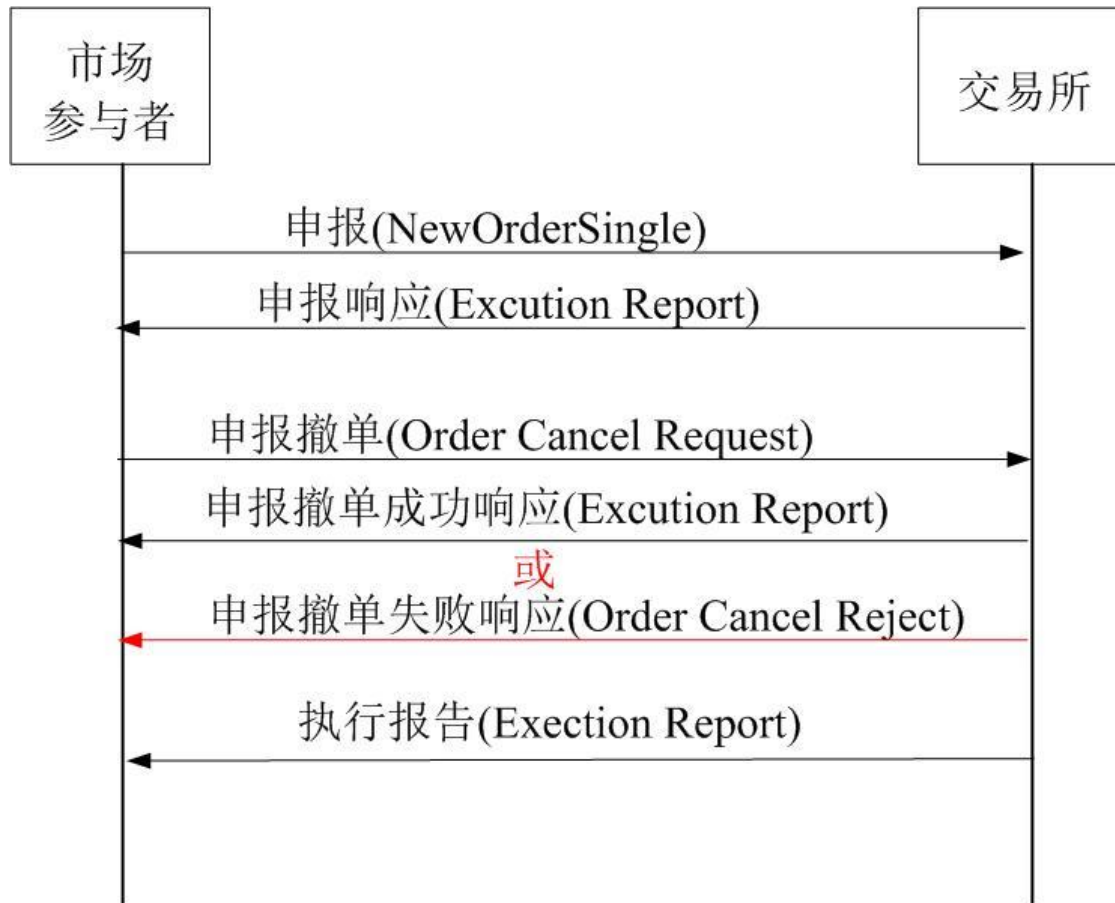 市场
参与者
交易所
申报(NewOrderSingle)
申报响应(Excution Report)
申报撤单(Order Cancel Request)
申报撤单成功响应(Excution Report)
或
申报撤单失败响应(Order Cancel Reject)
执行报告(Exection Report)